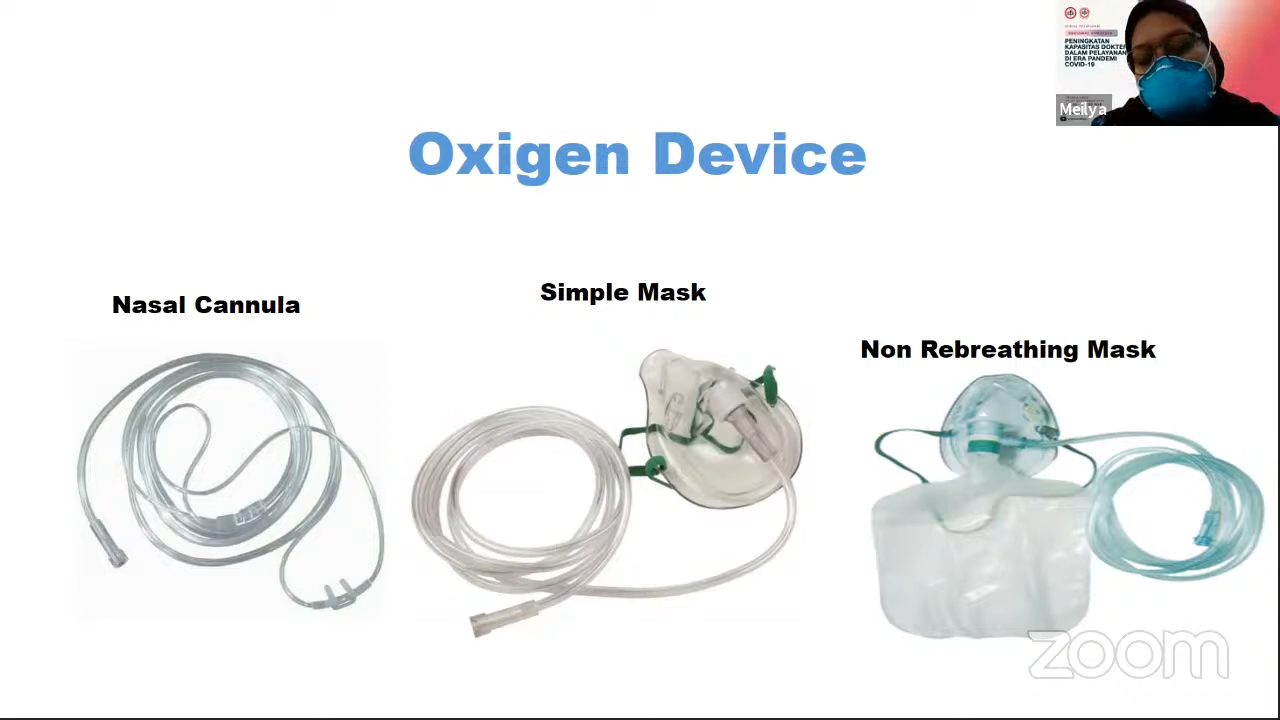 PENINGKATAN
KAPASITAS DOKTER
DALAM PELAYANAN
DI ERA PANDEMI
COVID-19
Meilya
Oxigen Device
Nasal Cannula
Simple Mask
Non Rebreathing Mask
zoom